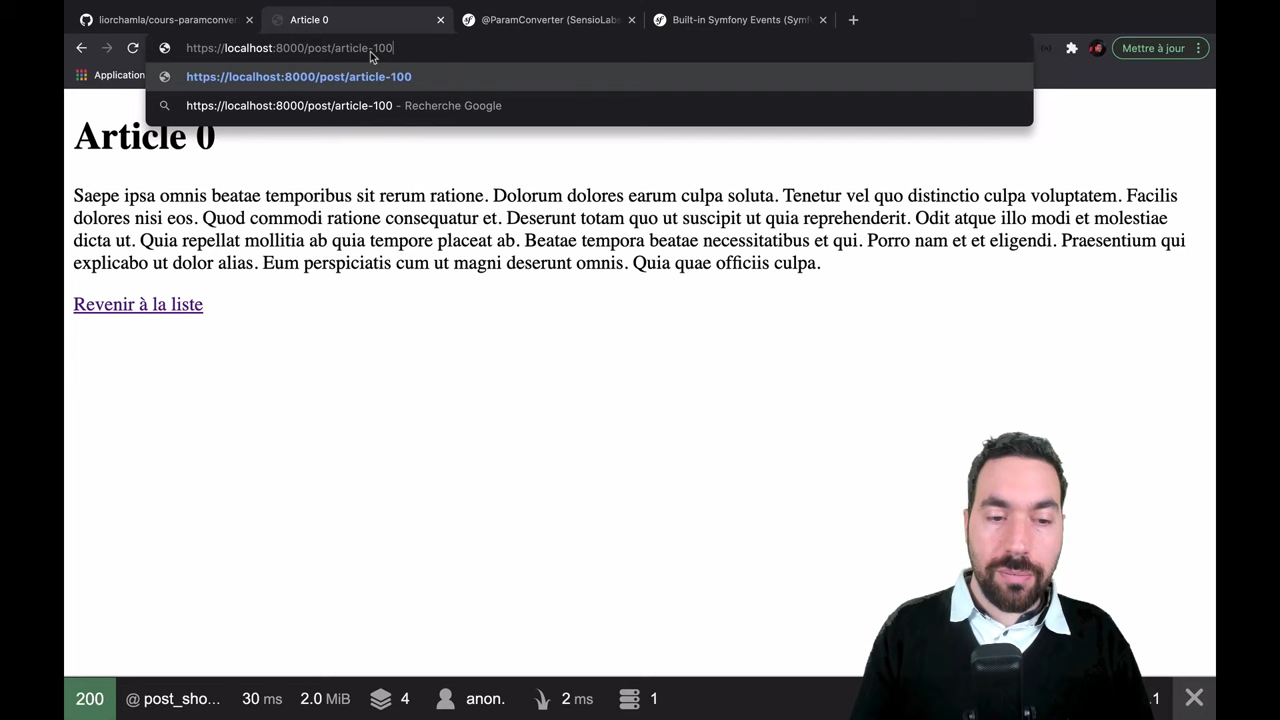 liorchamla/cours-paramconver
Article 0
@ParamConverter (SensioLab
Built-in Symfony Events (Symf
https://localhost:8000/post/article-100
Mettre à jour
Application
https://localhost:8000/post/article-100
https://localhost:8000/post/article-100 - Recherche Google
Article 0
Saepe ipsa omnis beatae temporibus sit rerum ratione. Dolorum dolores earum culpa soluta. Tenetur vel quo distinctio culpa voluptatem. Facilis
dolores nisi eos. Quod commodi ratione consequatur et. Deserunt totam quo ut suscipit ut quia reprehenderit. Odit atque illo modi et molestiae
dicta ut. Quia repellat mollitia ab quia tempore placeat ab. Beatae tempora beatae necessitatibus et qui. Porro nam et et eligendi. Praesentium qui
explicabo ut dolor alias. Eum perspiciatis cum ut magni deserunt omnis. Quia quae officiis culpa.
Revenir à la liste
200 @ post_sho... 30 ms 2.0 MiB 4 anon. 2 ms 1 .1